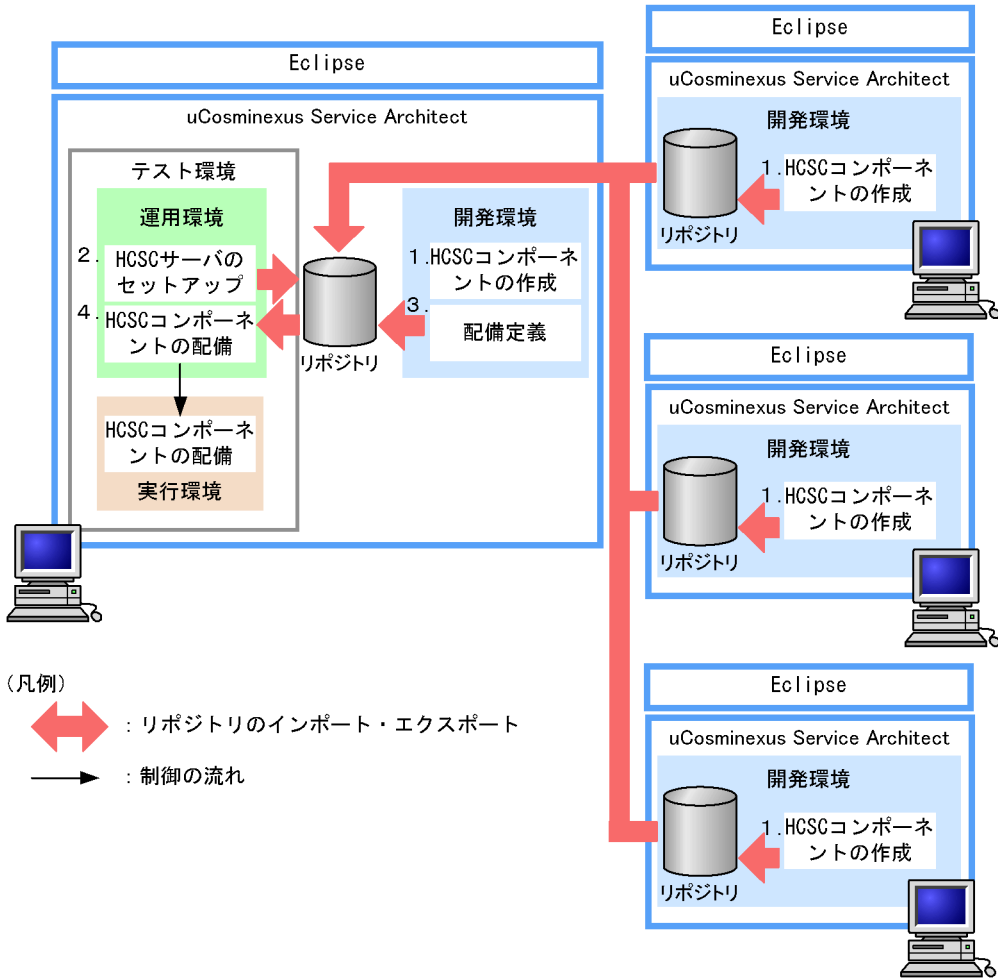 Eclipse
uCosminexus Service Architect
テスト環境
運用環境
2.
HCSCサーバの
セットアップ
4.
HCSCコンポーネ
ントの配備
HCSCコンポーネ
ントの配備
実行環境
リポジトリ
開発環境
1.HCSCコンポーネ
ントの作成
3.
配備定義
Eclipse
uCosminexus Service Architect
開発環境
1.HCSCコンポーネ
ントの作成
リポジトリ
Eclipse
uCosminexus Service Architect
開発環境
1.HCSCコンポーネ
ントの作成
リポジトリ
Eclipse
uCosminexus Service Architect
開発環境
1.HCSCコンポーネ
ントの作成
リポジトリ
(凡例)
:リポジトリのインポート・エクスポート
:制御の流れ